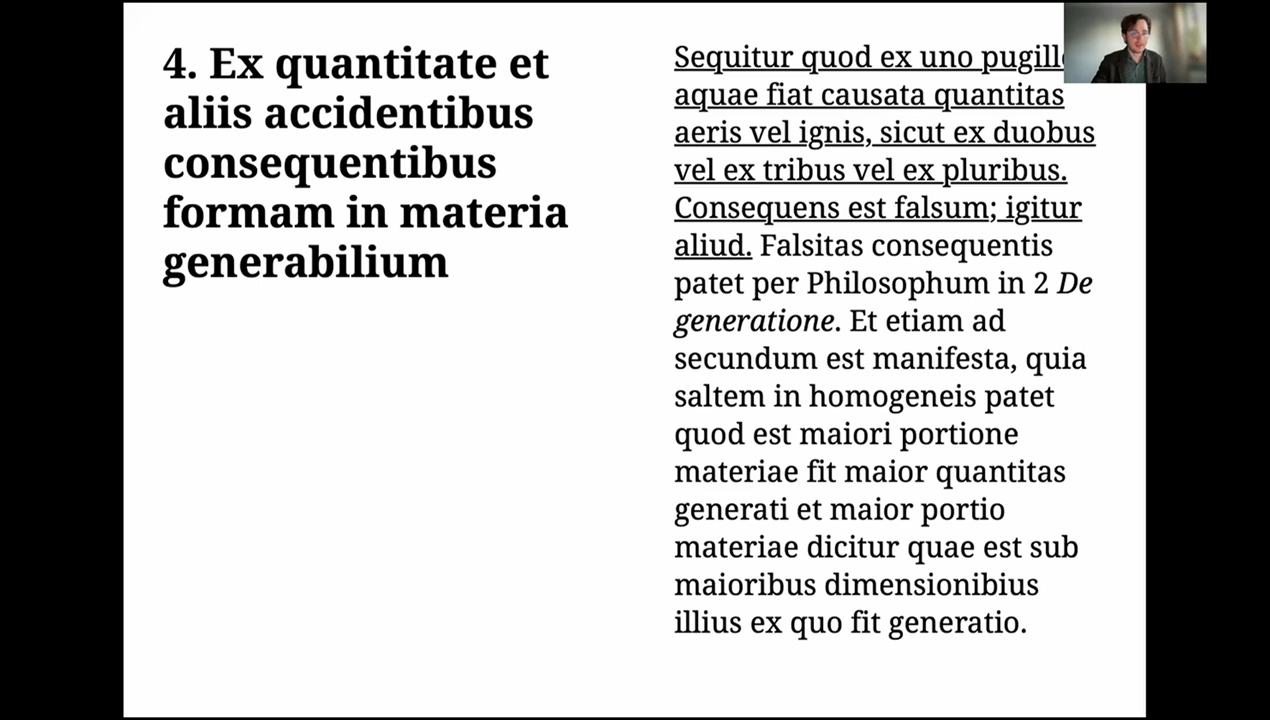 4. Ex quantitate et
aliis accidentibus
consequentibus
formam in materia
generabilium
Sequitur quod ex uno
aquae fiat causata quantitas
aeris vel ignis, sicut ex duobus
vel ex tribus vel ex pluribus.
Consequens est falsum; igitur
aliud. Falsitas consequentis
patet per Philosophum in 2 De
generatione. Et etiam ad
secundum est manifesta, quia
saltem in homogeneis patet
quod est maiori portione
materiae fit maior quantitas
generati et maior portio
materiae dicitur quae est sub
maioribus dimensionibius
illius ex quo fit generatio.